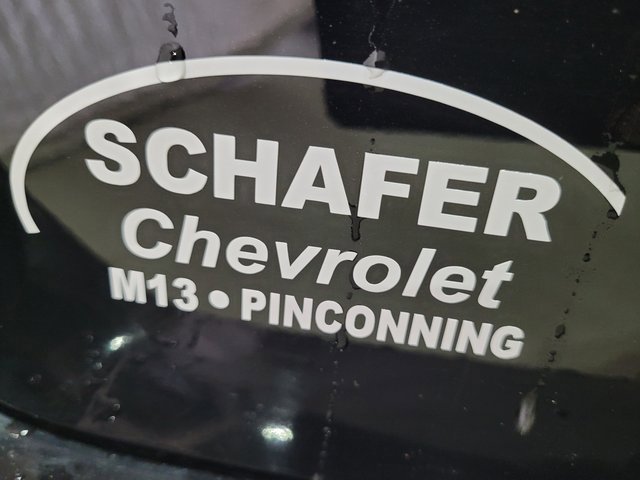 SCHAFER
Chevrolet
M13 • PINCONNING